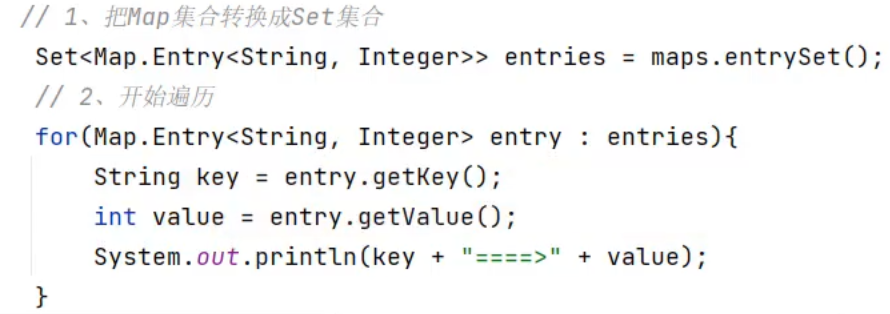 // 1、把Map集合转换成Set集合
Set<Map.Entry<String, Integer>> entries = maps.entrySet();
// 2、开始遍历
for(Map.Entry<String, Integer> entry : entries){
String key = entry.getKey();
int value = entry.getValue();
System.out.println(key + "====>" + value);
}